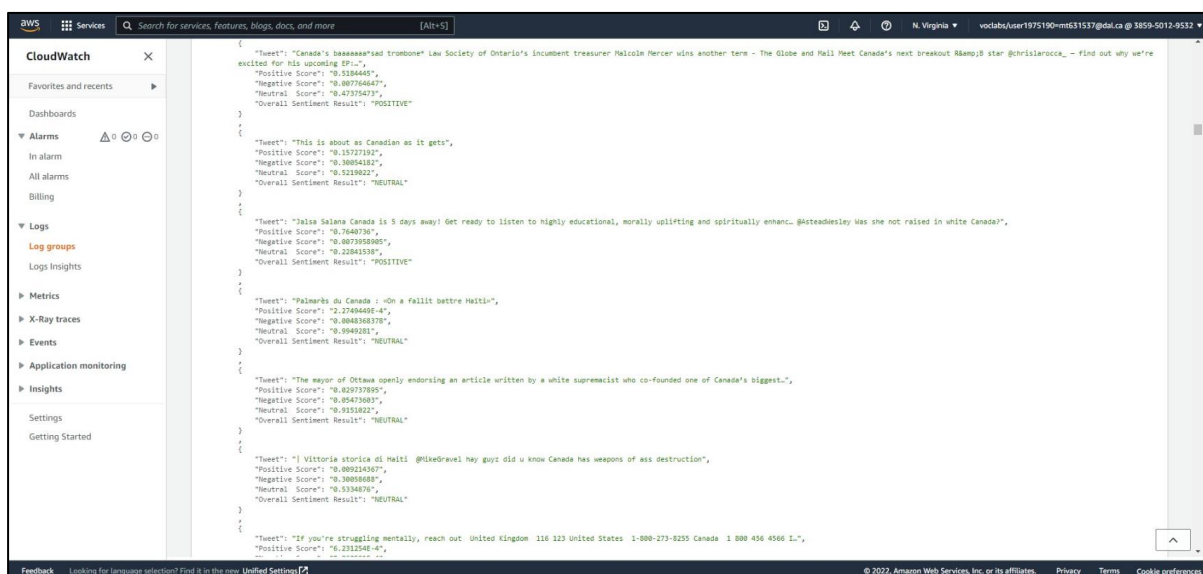 aws
Services
Search for services, features, blogs, docs, and more
[Alt+S]
N. Virginia
voclabs/user1975190=mt631537@dal.ca @ 3859-5012-9532
CloudWatch
Favorites and recents
Dashboards
Alarms 0 0 0
In alarm
All alarms
Billing
Logs
Log groups
Logs Insights
Metrics
X-Ray traces
Events
Application monitoring
Insights
Settings
Getting Started
{
"Tweet": "Canada's baaaaaaa*sad trombone* Law Society of Ontario's incumbent treasurer Malcolm Mercer wins another term - The Globe and Mail Meet Canada's next breakout R&amp;B star @chrislarocca_ — find out why we're
excited for his upcoming EP:…",
"Positive Score": "0.5184445",
"Negative Score": "0.007764647",
"Neutral  Score": "0.47375473",
"Overall Sentiment Result": "POSITIVE"
}
,
{
"Tweet": "This is about as Canadian as it gets",
"Positive Score": "0.15727192",
"Negative Score": "0.30054182",
"Neutral  Score": "0.5219022",
"Overall Sentiment Result": "NEUTRAL"
}
,
{
"Tweet": "Jalsa Salana Canada is 5 days away! Get ready to listen to highly educational, morally uplifting and spiritually enhanc… @AsteadWesley Was she not raised in white Canada?",
"Positive Score": "0.7640736",
"Negative Score": "0.0073958905",
"Neutral  Score": "0.22841538",
"Overall Sentiment Result": "POSITIVE"
}
,
{
"Tweet": "Palmarès du Canada : «On a fallit battre Haïti»",
"Positive Score": "2.2749449E-4",
"Negative Score": "0.0048368378",
"Neutral  Score": "0.9949281",
"Overall Sentiment Result": "NEUTRAL"
}
,
{
"Tweet": "The mayor of Ottawa openly endorsing an article written by a white supremacist who co-founded one of Canada's biggest…",
"Positive Score": "0.029737895",
"Negative Score": "0.05473603",
"Neutral  Score": "0.9151022",
"Overall Sentiment Result": "NEUTRAL"
}
,
{
"Tweet": "| Vittoria storica di Haiti  @MikeGravel hay guyz did u know Canada has weapons of ass destruction",
"Positive Score": "0.009214367",
"Negative Score": "0.30058688",
"Neutral  Score": "0.5334876",
"Overall Sentiment Result": "NEUTRAL"
}
,
{
"Tweet": "If you're struggling mentally, reach out  United Kingdom  116 123 United States  1-800-273-8255 Canada  1 800 456 4566 I…",
"Positive Score": "6.231254E-4",
Feedback
Looking for language selection? Find it in the new Unified Settings
© 2022, Amazon Web Services, Inc. or its affiliates.
Privacy
Terms
Cookie preferences